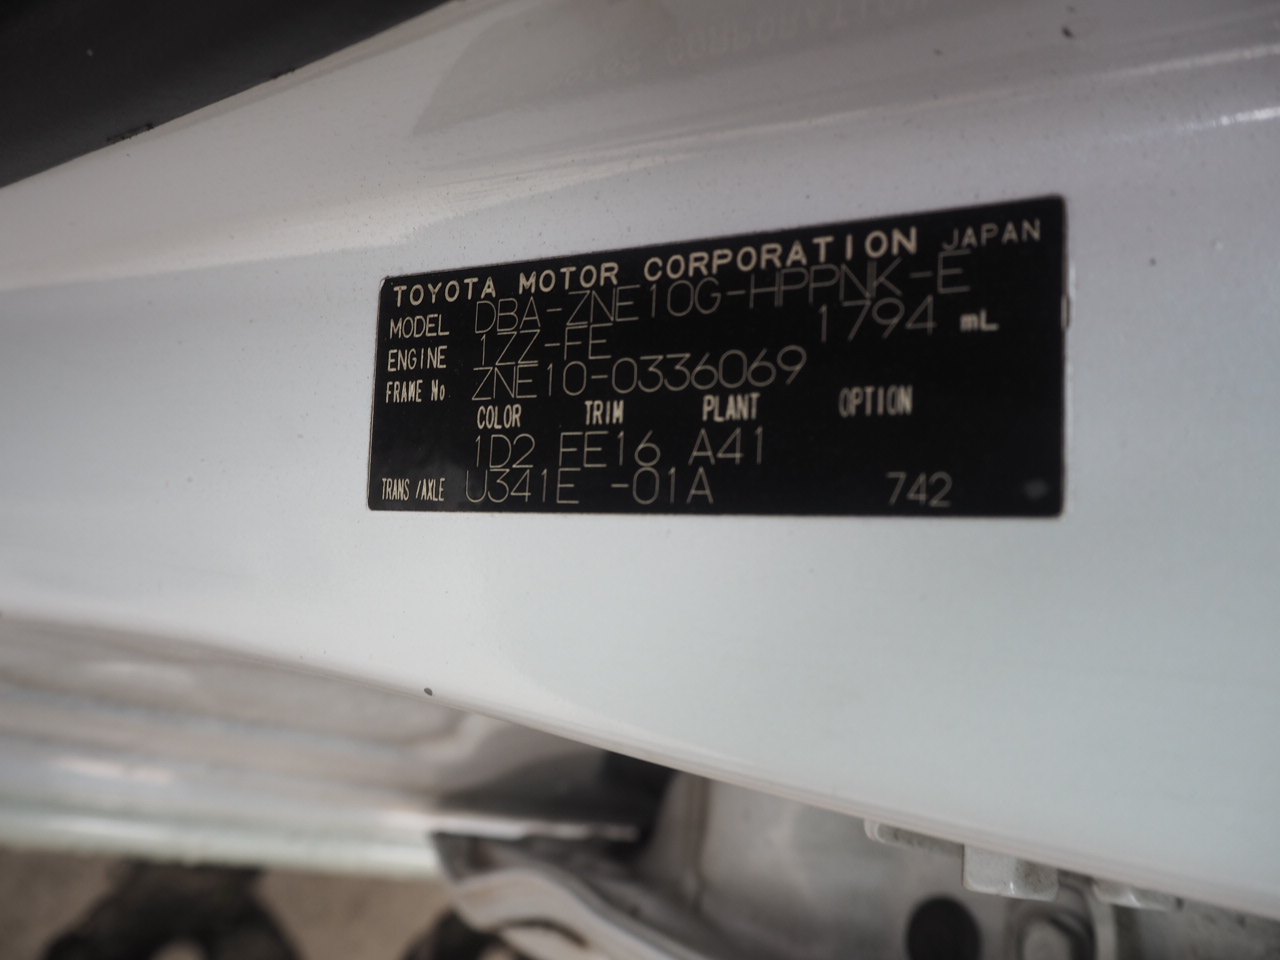 TOYOTA MOTOR CORPORATION JAPAN
MODEL DBA-ZNE10G-HPPNK-E
ENGINE 1ZZ-FE 1794 mL
FRAME No ZNE10-0336069
COLOR TRIM PLANT OPTION
1D2 FE16 A41
TRANS/AXLE U341E -01A 742